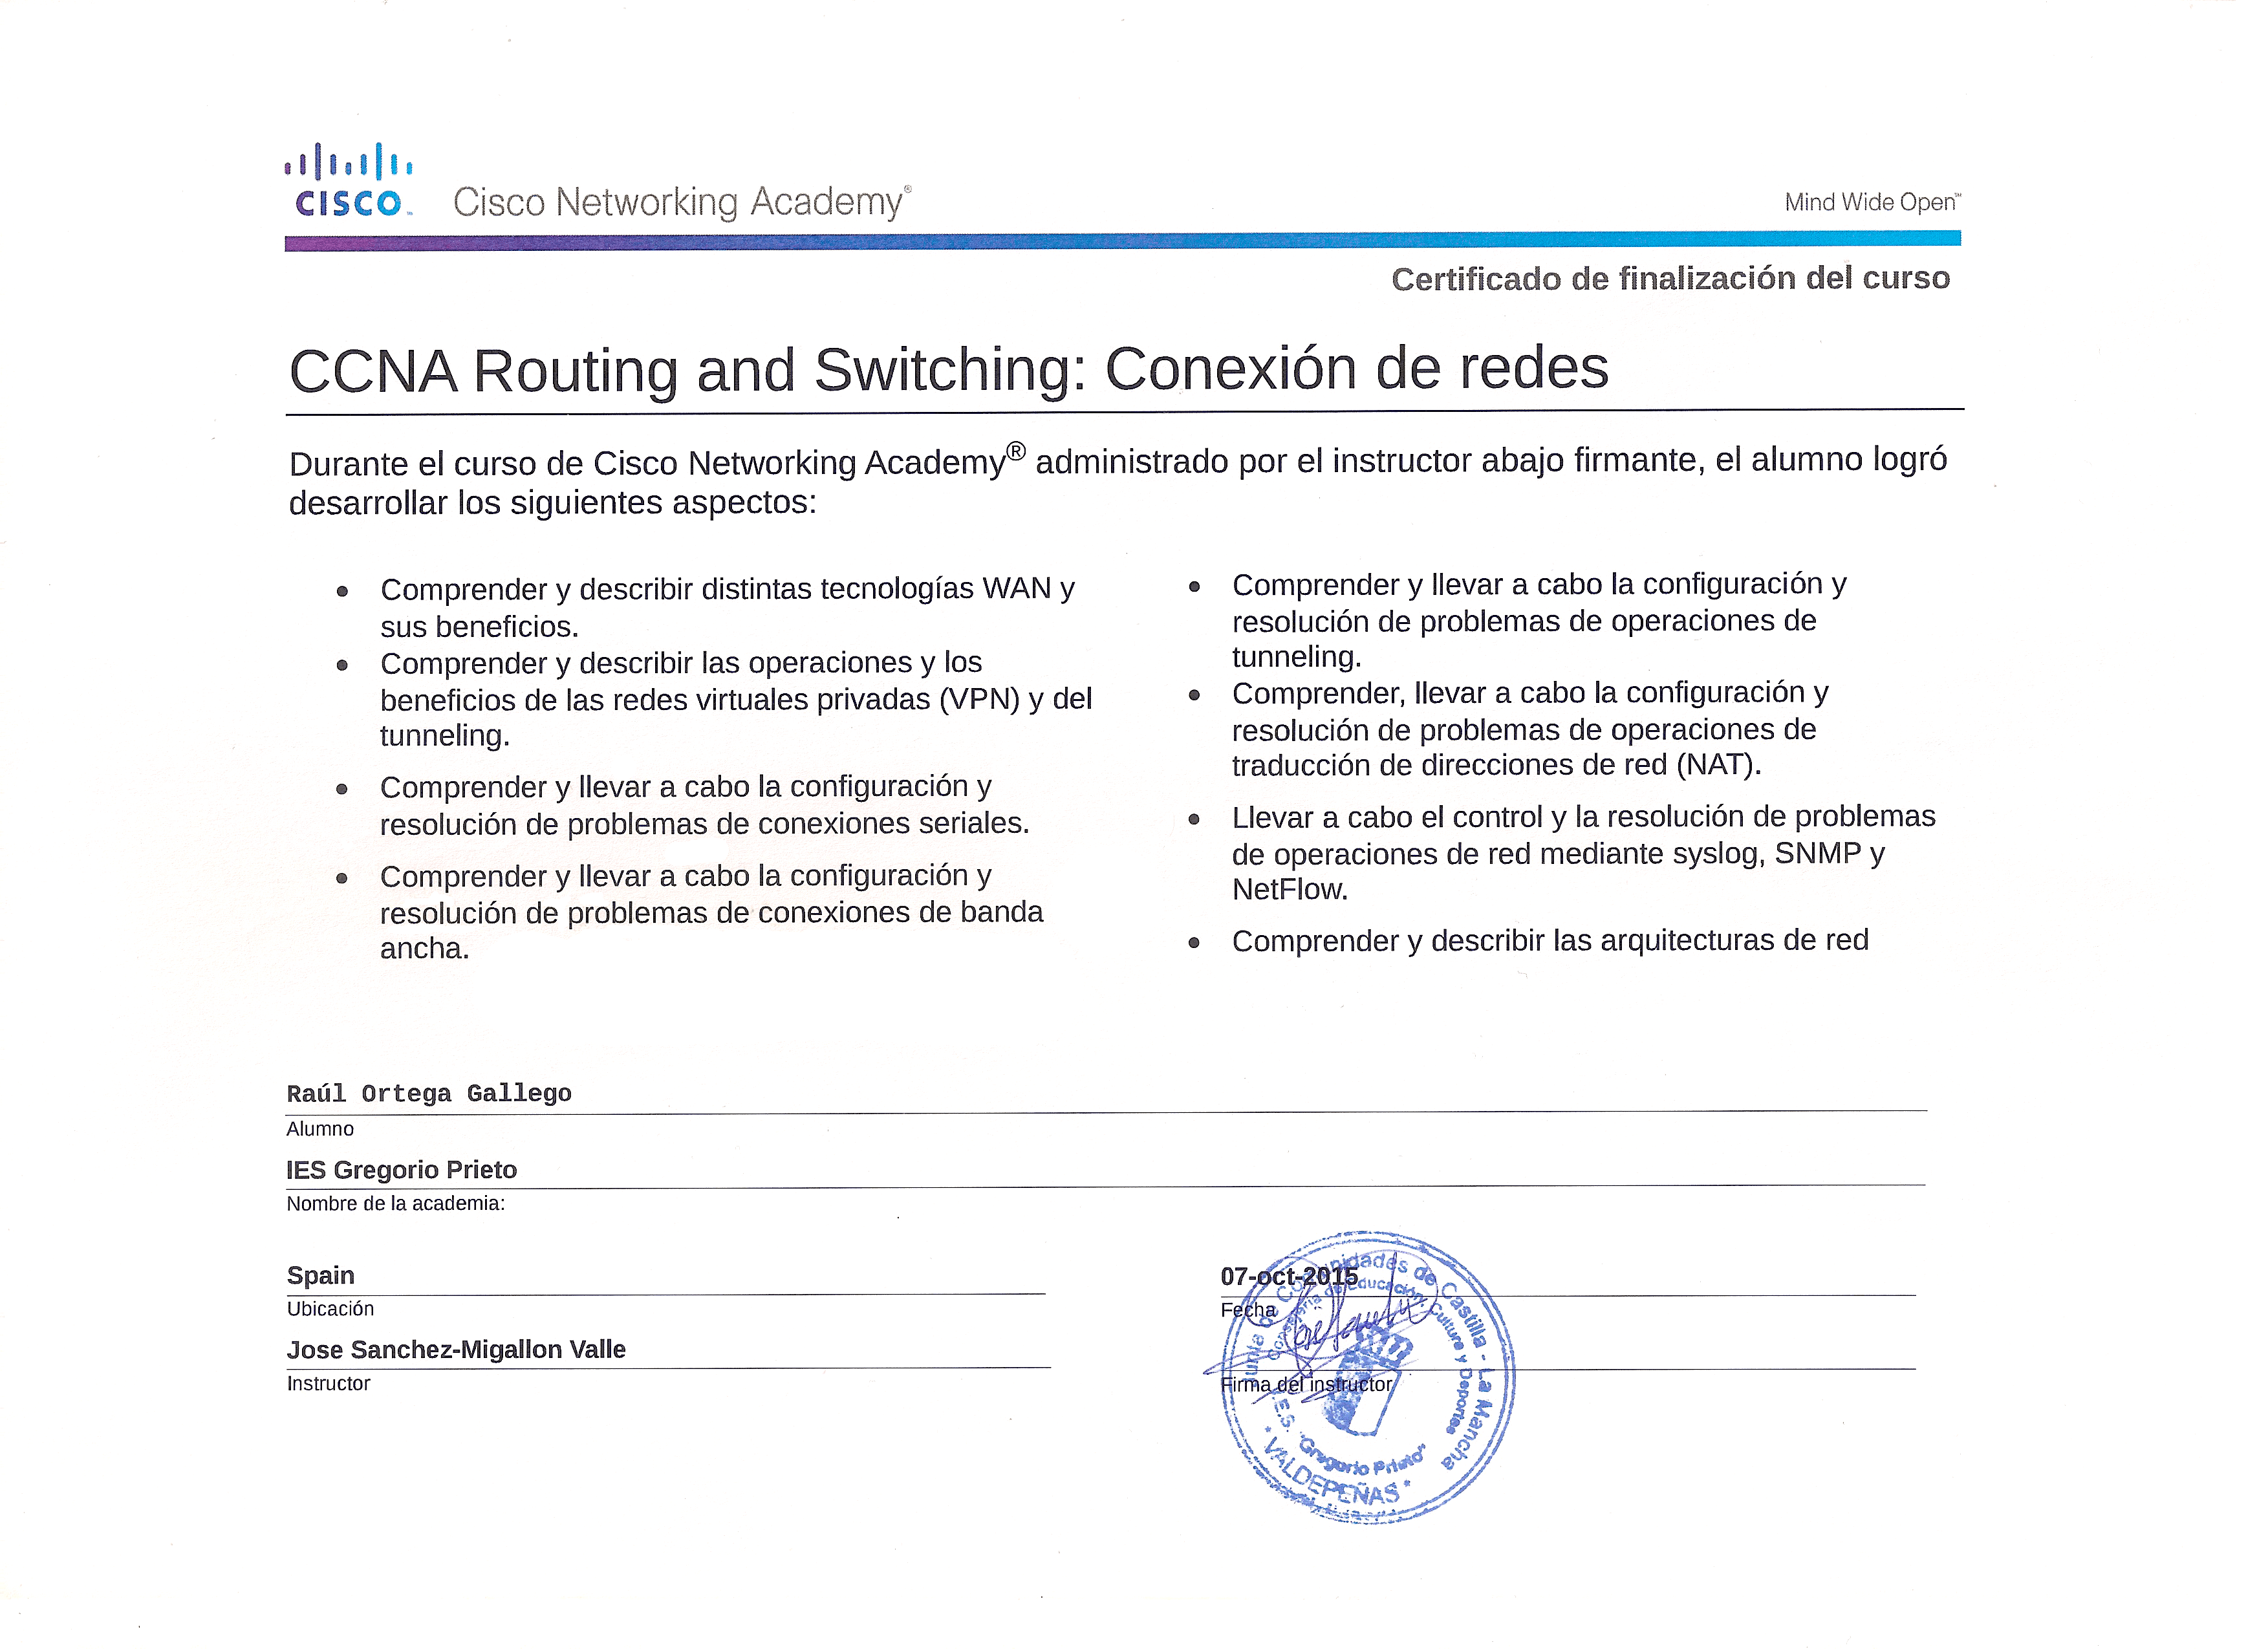 CISCO™
Cisco Networking Academy®
Mind Wide Open™
Certificado de finalización del curso
CCNA Routing and Switching: Conexión de redes
Durante el curso de Cisco Networking Academy® administrado por el instructor abajo firmante, el alumno logró
desarrollar los siguientes aspectos:
• Comprender y describir distintas tecnologías WAN y
sus beneficios.
• Comprender y describir las operaciones y los
beneficios de las redes virtuales privadas (VPN) y del
tunneling.
• Comprender y llevar a cabo la configuración y
resolución de problemas de conexiones seriales.
• Comprender y llevar a cabo la configuración y
resolución de problemas de conexiones de banda
ancha.
• Comprender y llevar a cabo la configuración y
resolución de problemas de operaciones de
tunneling.
• Comprender, llevar a cabo la configuración y
resolución de problemas de operaciones de
traducción de direcciones de red (NAT).
• Llevar a cabo el control y la resolución de problemas
de operaciones de red mediante syslog, SNMP y
NetFlow.
• Comprender y describir las arquitecturas de red
Raúl Ortega Gallego
Alumno
IES Gregorio Prieto
Nombre de la academia:
Spain
Ubicación
07-oct-2015
Fecha
Jose Sanchez-Migallon Valle
Instructor
Firma del instructor
Junta de Comunidades de Castilla - La Mancha
Consejería de Educación, Cultura y Deportes
I.E.S. "Gregorio Prieto"
* VALDEPEÑAS *